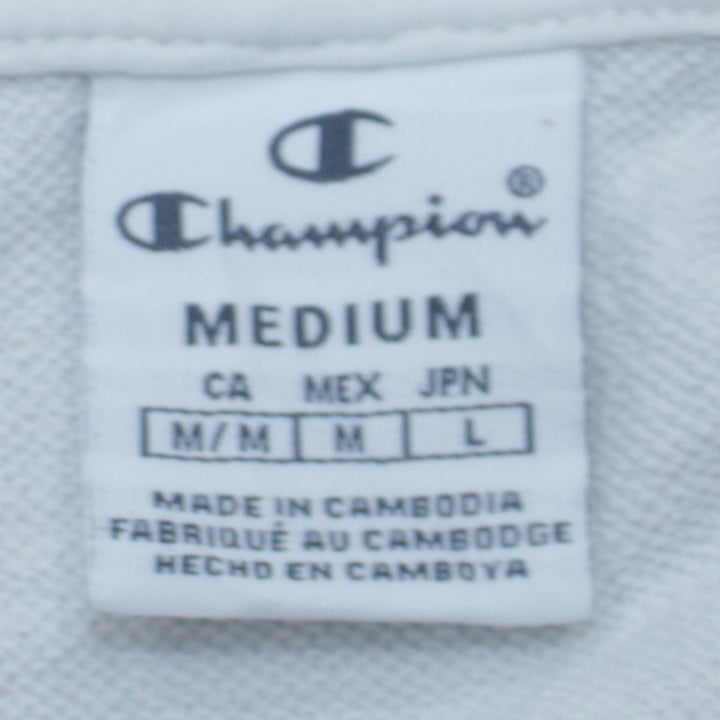 Champion®
MEDIUM
CA MEX JPN
M/M M L
MADE IN CAMBODIA
FABRIQUÉ AU CAMBODGE
HECHO EN CAMBOYA